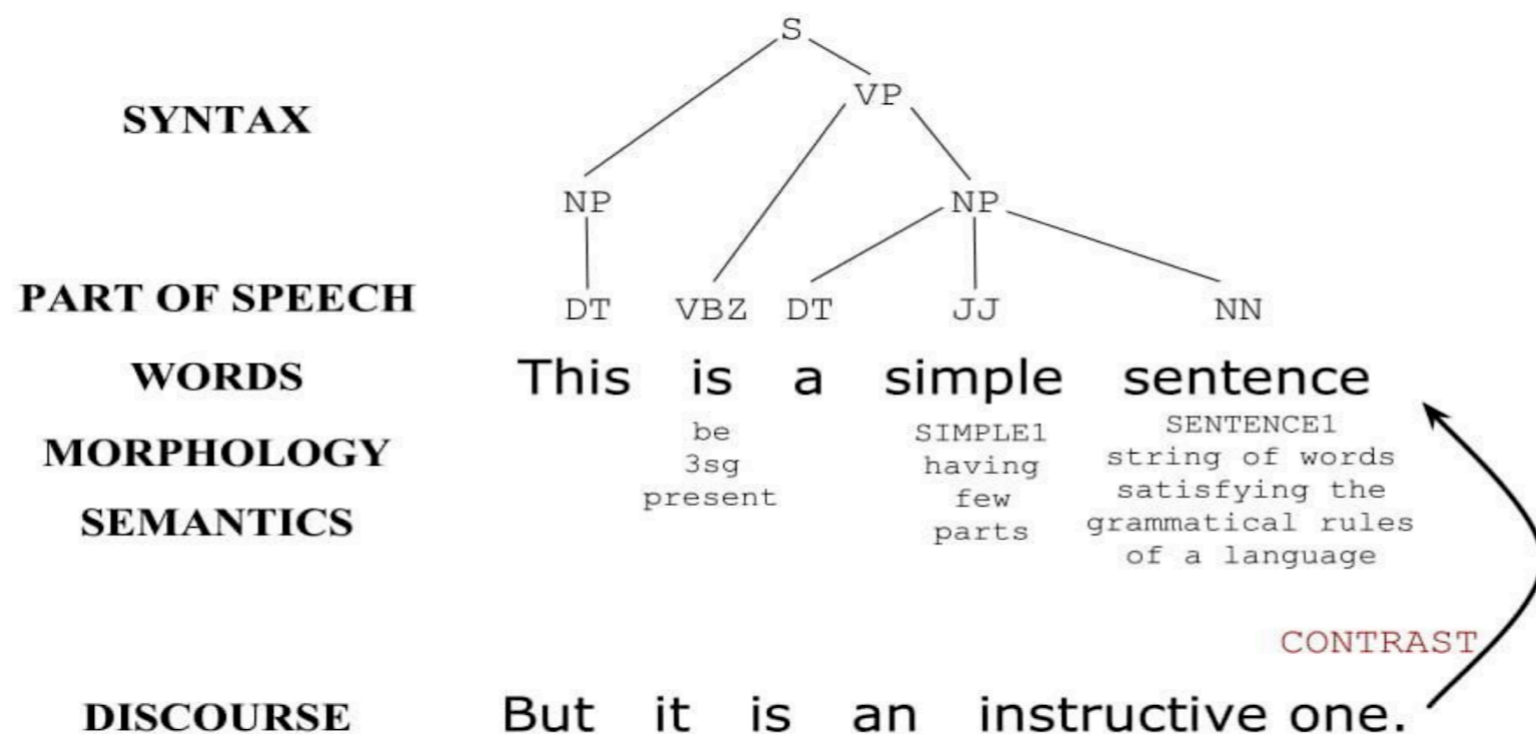 S
VP
SYNTAX
NP NP
PART OF SPEECH DT VBZ DT JJ NN
WORDS This is a simple sentence
MORPHOLOGY be SIMPLE1 SENTENCE1
3sg having string of words
present few satisfying the
SEMANTICS parts grammatical rules
of a language
CONTRAST
DISCOURSE But it is an instructive one.